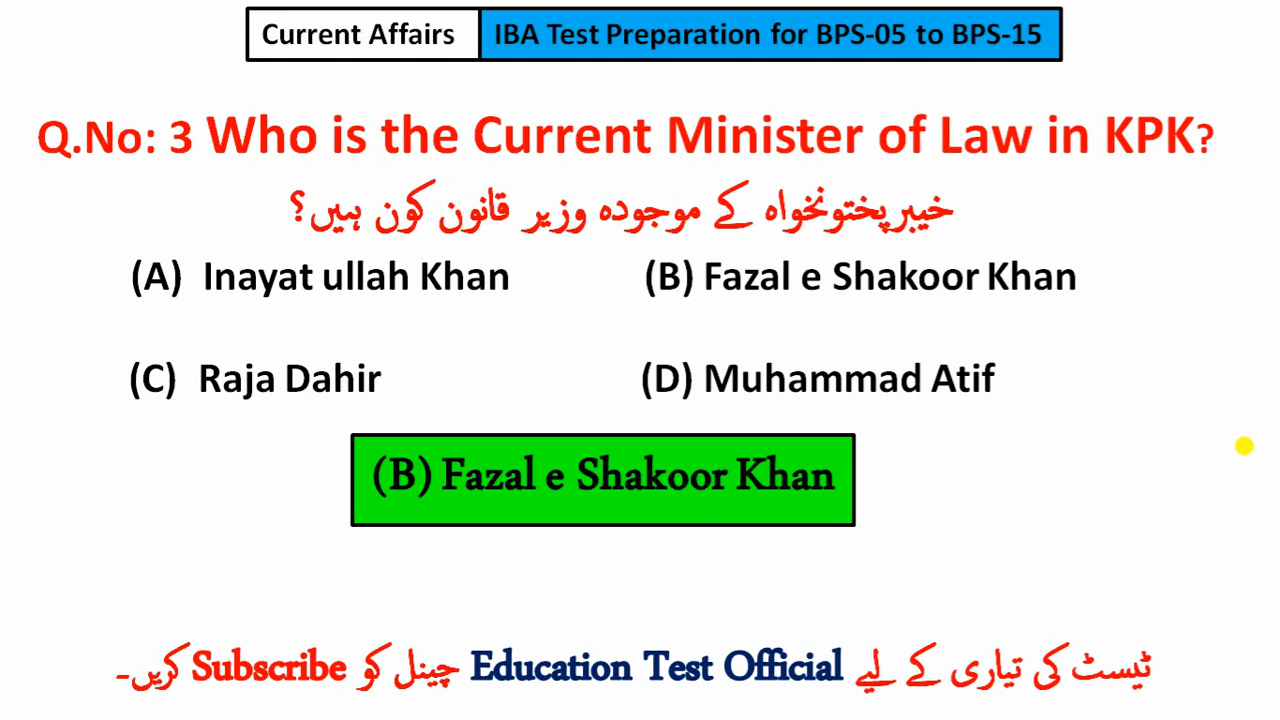 Current Affairs IBA Test Preparation for BPS-05 to BPS-15
Q.No: 3 Who is the Current Minister of Law in KPK?
خیبرپختونخواہ کے موجودہ وزیر قانون کون ہیں؟
(A) Inayat ullah Khan (B) Fazal e Shakoor Khan
(C) Raja Dahir (D) Muhammad Atif
(B) Fazal e Shakoor Khan
ٹیسٹ کی تیاری کے لیے Education Test Official چینل کو Subscribe کریں۔